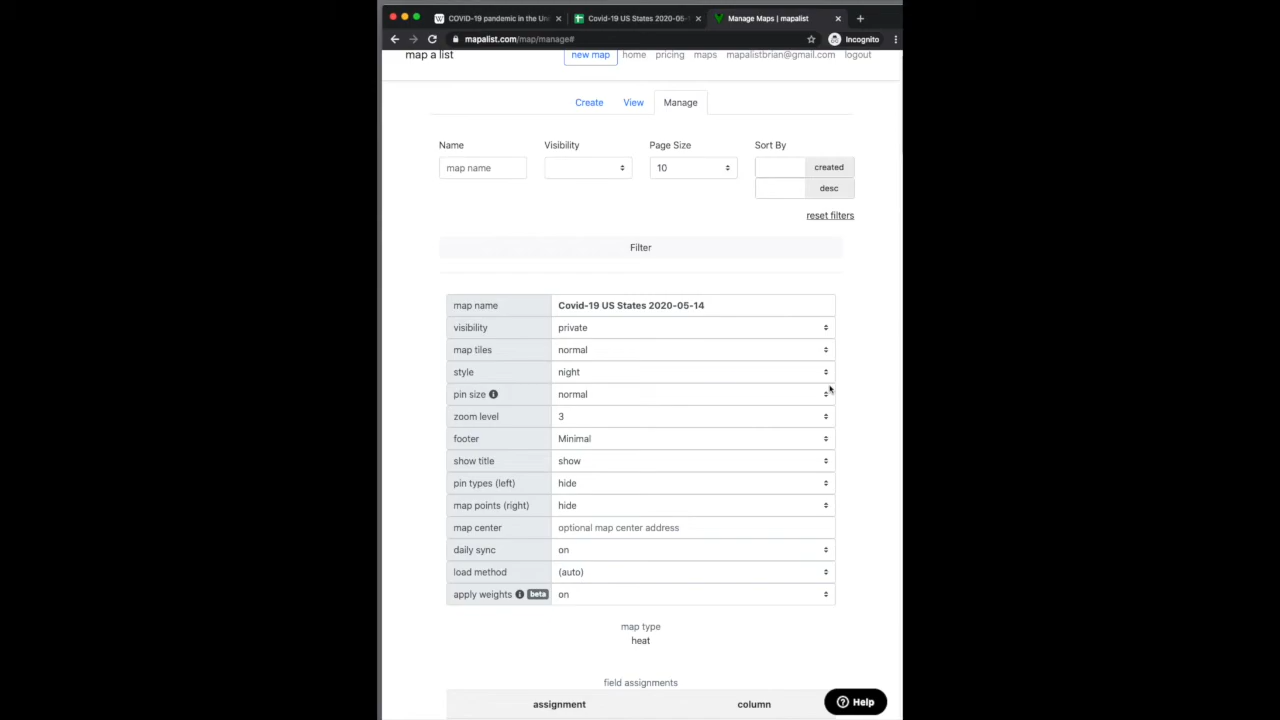 COVID-19 pandemic in the Un
Covid-19 US States 2020-05-
Manage Maps | mapalist
mapalist.com/map/manage#
Incognito
map a list
new map
home
pricing
maps
mapalistbrian@gmail.com
logout
Create
View
Manage
Name
Visibility
Page Size
Sort By
map name
10
created
desc
reset filters
Filter
map name Covid-19 US States 2020-05-14
visibility private
map tiles normal
style night
pin size normal
zoom level 3
footer Minimal
show title show
pin types (left) hide
map points (right) hide
map center optional map center address
daily sync on
load method (auto)
apply weights beta on
map type
heat
field assignments
assignment column
Help